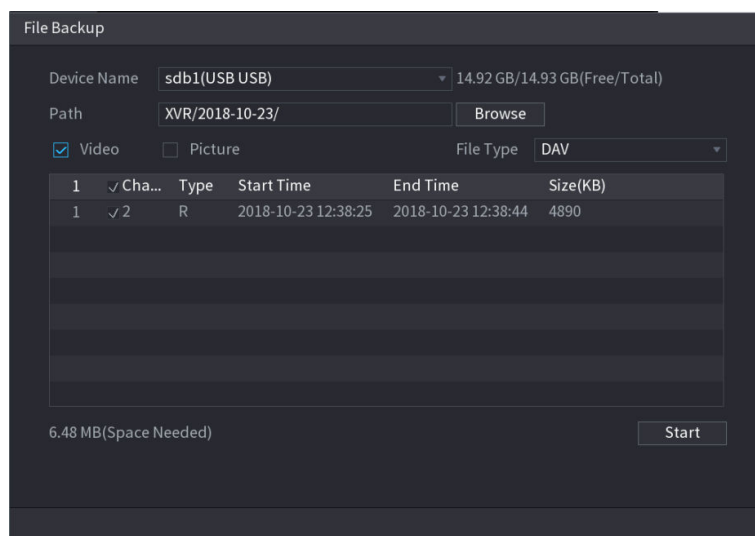 File Backup
Device Name sdb1(USB USB) 14.92 GB/14.93 GB(Free/Total)
Path XVR/2018-10-23/ Browse
Video Picture File Type DAV
1 Cha... Type Start Time End Time Size(KB)
1 2 R 2018-10-23 12:38:25 2018-10-23 12:38:44 4890
6.48 MB(Space Needed) Start